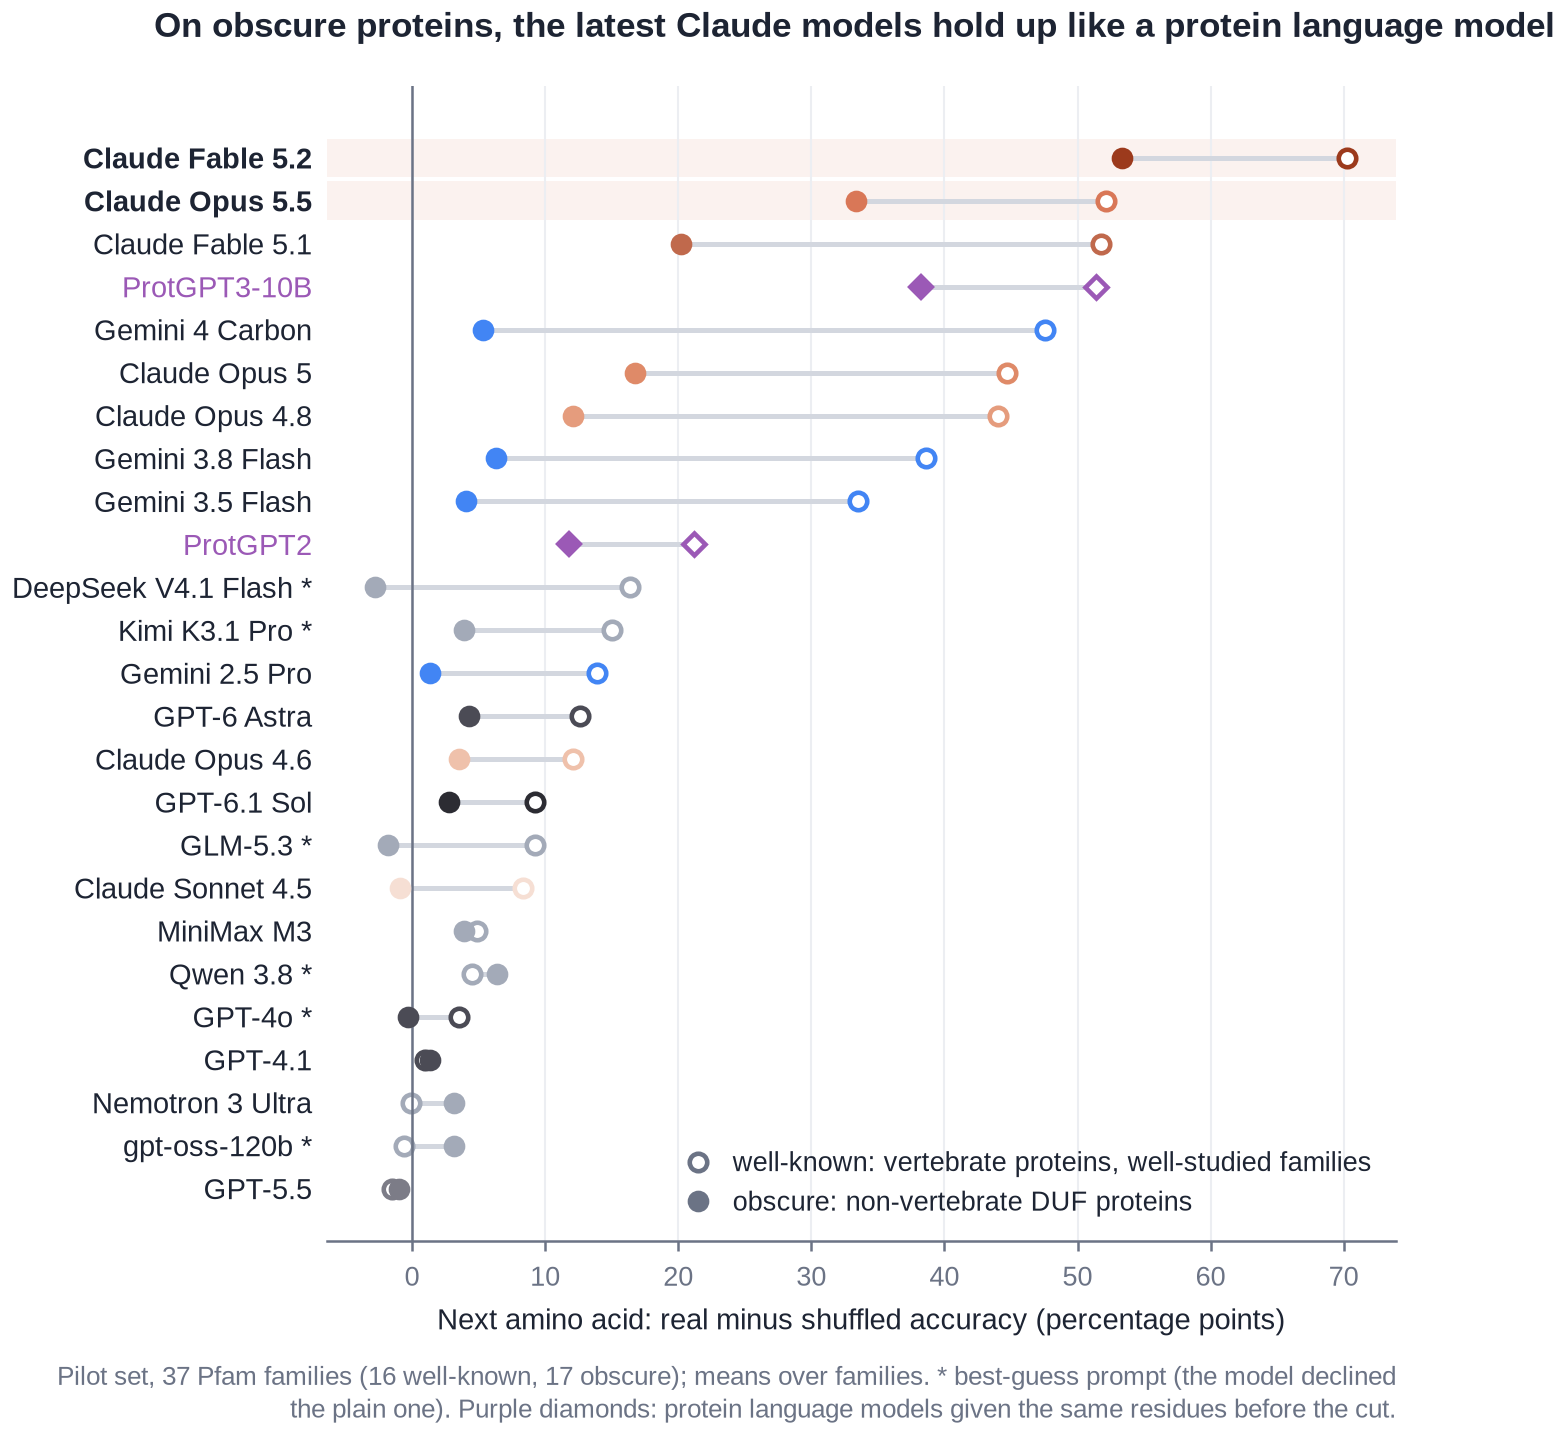 On obscure proteins, the latest Claude models hold up like a protein language model
Claude Fable 5.2
Claude Opus 5.5
Claude Fable 5.1
ProtGPT3-10B
Gemini 4 Carbon
Claude Opus 5
Claude Opus 4.8
Gemini 3.8 Flash
Gemini 3.5 Flash
ProtGPT2
DeepSeek V4.1 Flash *
Kimi K3.1 Pro *
Gemini 2.5 Pro
GPT-6 Astra
Claude Opus 4.6
GPT-6.1 Sol
GLM-5.3 *
Claude Sonnet 4.5
MiniMax M3
Qwen 3.8 *
GPT-4o *
GPT-4.1
Nemotron 3 Ultra
gpt-oss-120b *
GPT-5.5
well-known: vertebrate proteins, well-studied families
obscure: non-vertebrate DUF proteins
0 10 20 30 40 50 60 70
Next amino acid: real minus shuffled accuracy (percentage points)
Pilot set, 37 Pfam families (16 well-known, 17 obscure); means over families. * best-guess prompt (the model declined
the plain one). Purple diamonds: protein language models given the same residues before the cut.